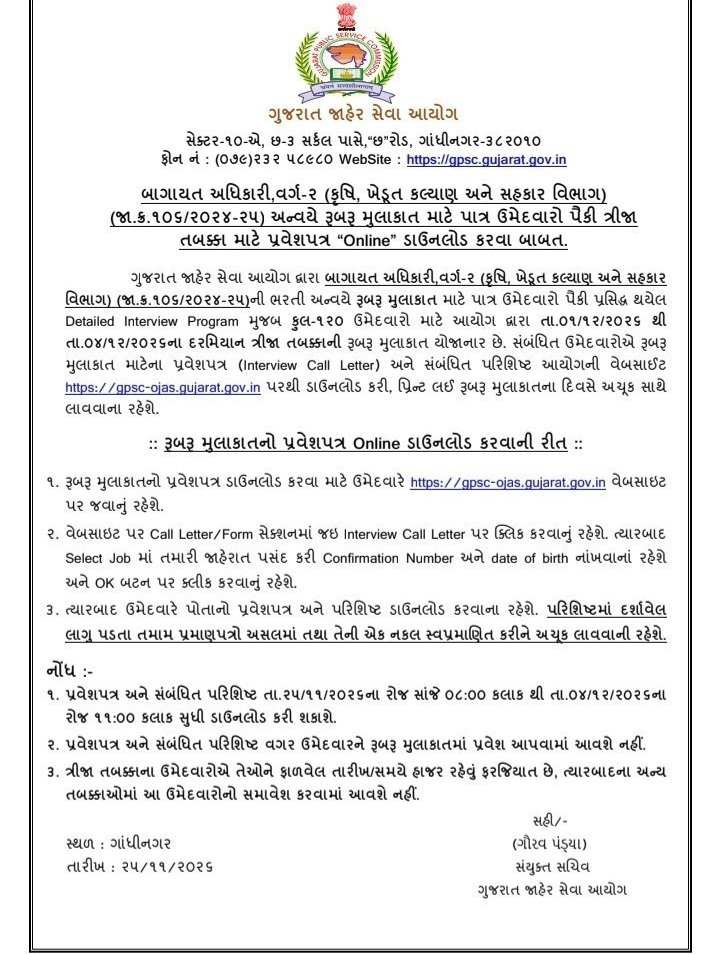 GUJARAT PUBLIC SERVICE COMMISSION
ગુજરાત જાહેર સેવા આયોગ
સેક્ટર-૧૦-એ, છ-૩ સર્કલ પાસે,“છ”રોડ, ગાંધીનગર-૩૮૨૦૧૦
ફોન નં : (૦૭૯)૨૩૨ ૫૮૯૮૦ WebSite : https://gpsc.gujarat.gov.in
બાગાયત અધિકારી,વર્ગ-૨ (કૃષિ, ખેડૂત કલ્યાણ અને સહકાર વિભાગ)
(જા.ક્ર.૧૦૬/૨૦૨૪-૨૫) અન્વયે રૂબરૂ મુલાકાત માટે પાત્ર ઉમેદવારો પૈકી ત્રીજા
તબક્કા માટે પ્રવેશપત્ર “Online” ડાઉનલોડ કરવા બાબત.
ગુજરાત જાહેર સેવા આયોગ દ્વારા બાગાયત અધિકારી,વર્ગ-૨ (કૃષિ, ખેડૂત કલ્યાણ અને સહકાર
વિભાગ) (જા.ક્ર.૧૦૬/૨૦૨૪-૨૫)ની ભરતી અન્વયે રૂબરૂ મુલાકાત માટે પાત્ર ઉમેદવારો પૈકી પ્રસિદ્ધ થયેલ
Detailed Interview Program મુજબ કુલ-૧૨૦ ઉમેદવારો માટે આયોગ દ્વારા તા.૦૧/૧૨/૨૦૨૬ થી
તા.૦૪/૧૨/૨૦૨૬ના દરમિયાન ત્રીજા તબક્કાની રૂબરૂ મુલાકાત યોજાનાર છે. સંબંધિત ઉમેદવારોએ રૂબરૂ
મુલાકાત માટેના પ્રવેશપત્ર (Interview Call Letter) અને સંબંધિત પરિશિષ્ટ આયોગની વેબસાઈટ
https://gpsc-ojas.gujarat.gov.in પરથી ડાઉનલોડ કરી, પ્રિન્ટ લઈ રૂબરૂ મુલાકાતના દિવસે અચૂક સાથે
લાવવાના રહેશે.
:: રૂબરૂ મુલાકાતનો પ્રવેશપત્ર Online ડાઉનલોડ કરવાની રીત ::
૧. રૂબરૂ મુલાકાતનો પ્રવેશપત્ર ડાઉનલોડ કરવા માટે ઉમેદવારે https://gpsc-ojas.gujarat.gov.in વેબસાઇટ
પર જવાનું રહેશે.
૨. વેબસાઇટ પર Call Letter/Form સેક્શનમાં જઇ Interview Call Letter પર ક્લિક કરવાનું રહેશે. ત્યારબાદ
Select Job માં તમારી જાહેરાત પસંદ કરી Confirmation Number અને date of birth નાંખવાનાં રહેશે
અને OK બટન પર ક્લીક કરવાનું રહેશે.
૩. ત્યારબાદ ઉમેદવારે પોતાનો પ્રવેશપત્ર અને પરિશિષ્ટ ડાઉનલોડ કરવાના રહેશે. પરિશિષ્ટમાં દર્શાવેલ
લાગુ પડતા તમામ પ્રમાણપત્રો અસલમાં તથા તેની એક નકલ સ્વપ્રમાણિત કરીને અચૂક લાવવાની રહેશે.
નોંધ :-
૧. પ્રવેશપત્ર અને સંબંધિત પરિશિષ્ટ તા.૨૫/૧૧/૨૦૨૬ના રોજ સાંજે ૦૮:૦૦ કલાક થી તા.૦૪/૧૨/૨૦૨૬ના
રોજ ૧૧:૦૦ કલાક સુધી ડાઉનલોડ કરી શકાશે.
૨. પ્રવેશપત્ર અને સંબંધિત પરિશિષ્ટ વગર ઉમેદવારને રૂબરૂ મુલાકાતમાં પ્રવેશ આપવામાં આવશે નહીં.
૩. ત્રીજા તબક્કાના ઉમેદવારોએ તેઓને ફાળવેલ તારીખ/સમયે હાજર રહેવું ફરજિયાત છે, ત્યારબાદના અન્ય
તબક્કાઓમાં આ ઉમેદવારોનો સમાવેશ કરવામાં આવશે નહીં.
સહી/-
સ્થળ : ગાંધીનગર
(ગૌરવ પંડ્યા)
તારીખ : ૨૫/૧૧/૨૦૨૬
સંયુક્ત સચિવ
ગુજરાત જાહેર સેવા આયોગ